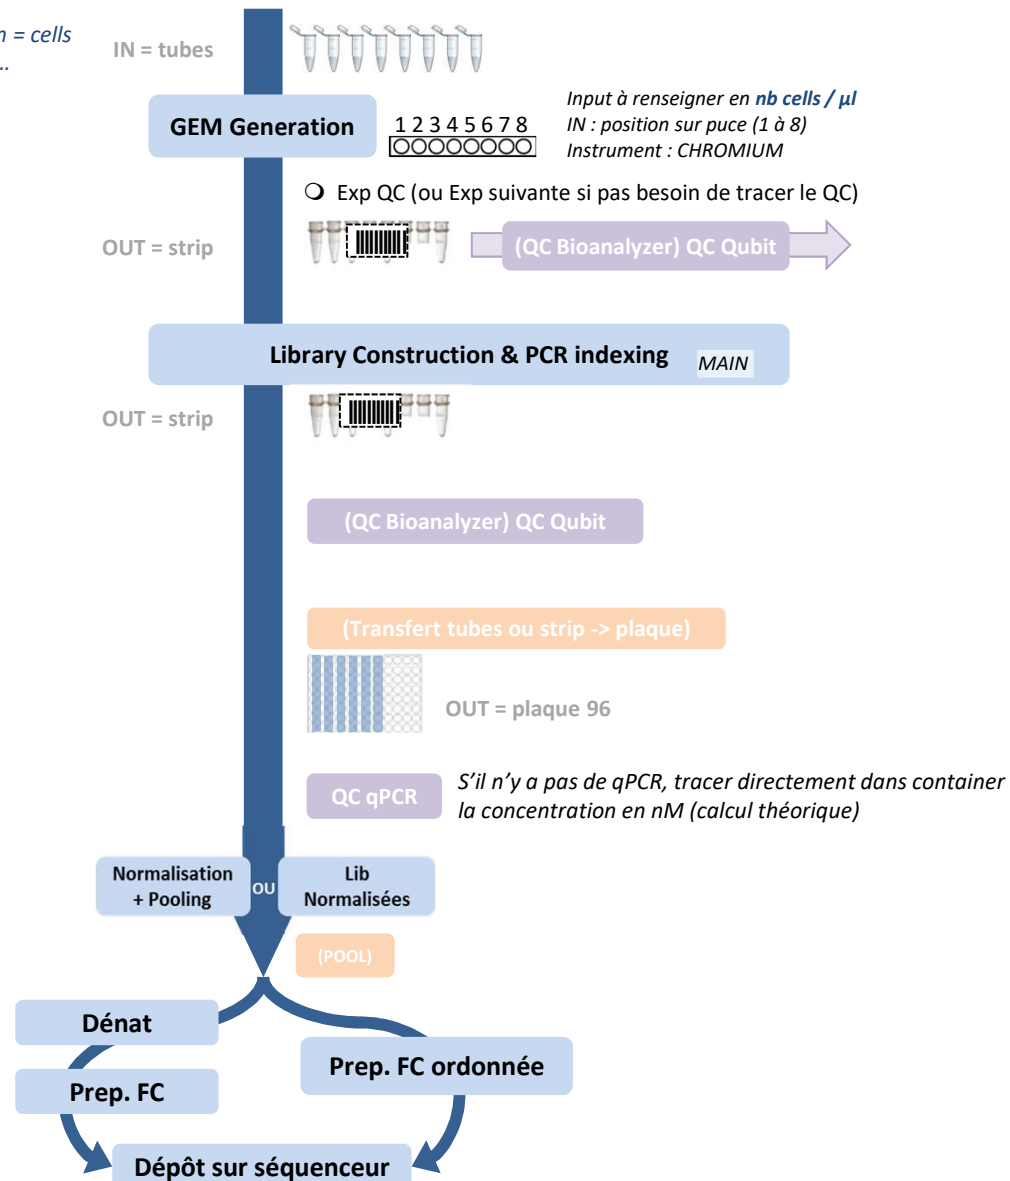 n = cells
...
IN = tubes
GEM Generation
1 2 3 4 5 6 7 8
Input à renseigner en nb cells / µl
IN : position sur puce (1 à 8)
Instrument : CHROMIUM
Exp QC (ou Exp suivante si pas besoin de tracer le QC)
OUT = strip
(QC Bioanalyzer) QC Qubit
Library Construction & PCR indexing
MAIN
OUT = strip
(QC Bioanalyzer) QC Qubit
(Transfert tubes ou strip -> plaque)
OUT = plaque 96
QC qPCR
S'il n'y a pas de qPCR, tracer directement dans container
la concentration en nM (calcul théorique)
Normalisation
+ Pooling
OU
Lib
Normalisées
(POOL)
Dénat
Prep. FC ordonnée
Prep. FC
Dépôt sur séquenceur